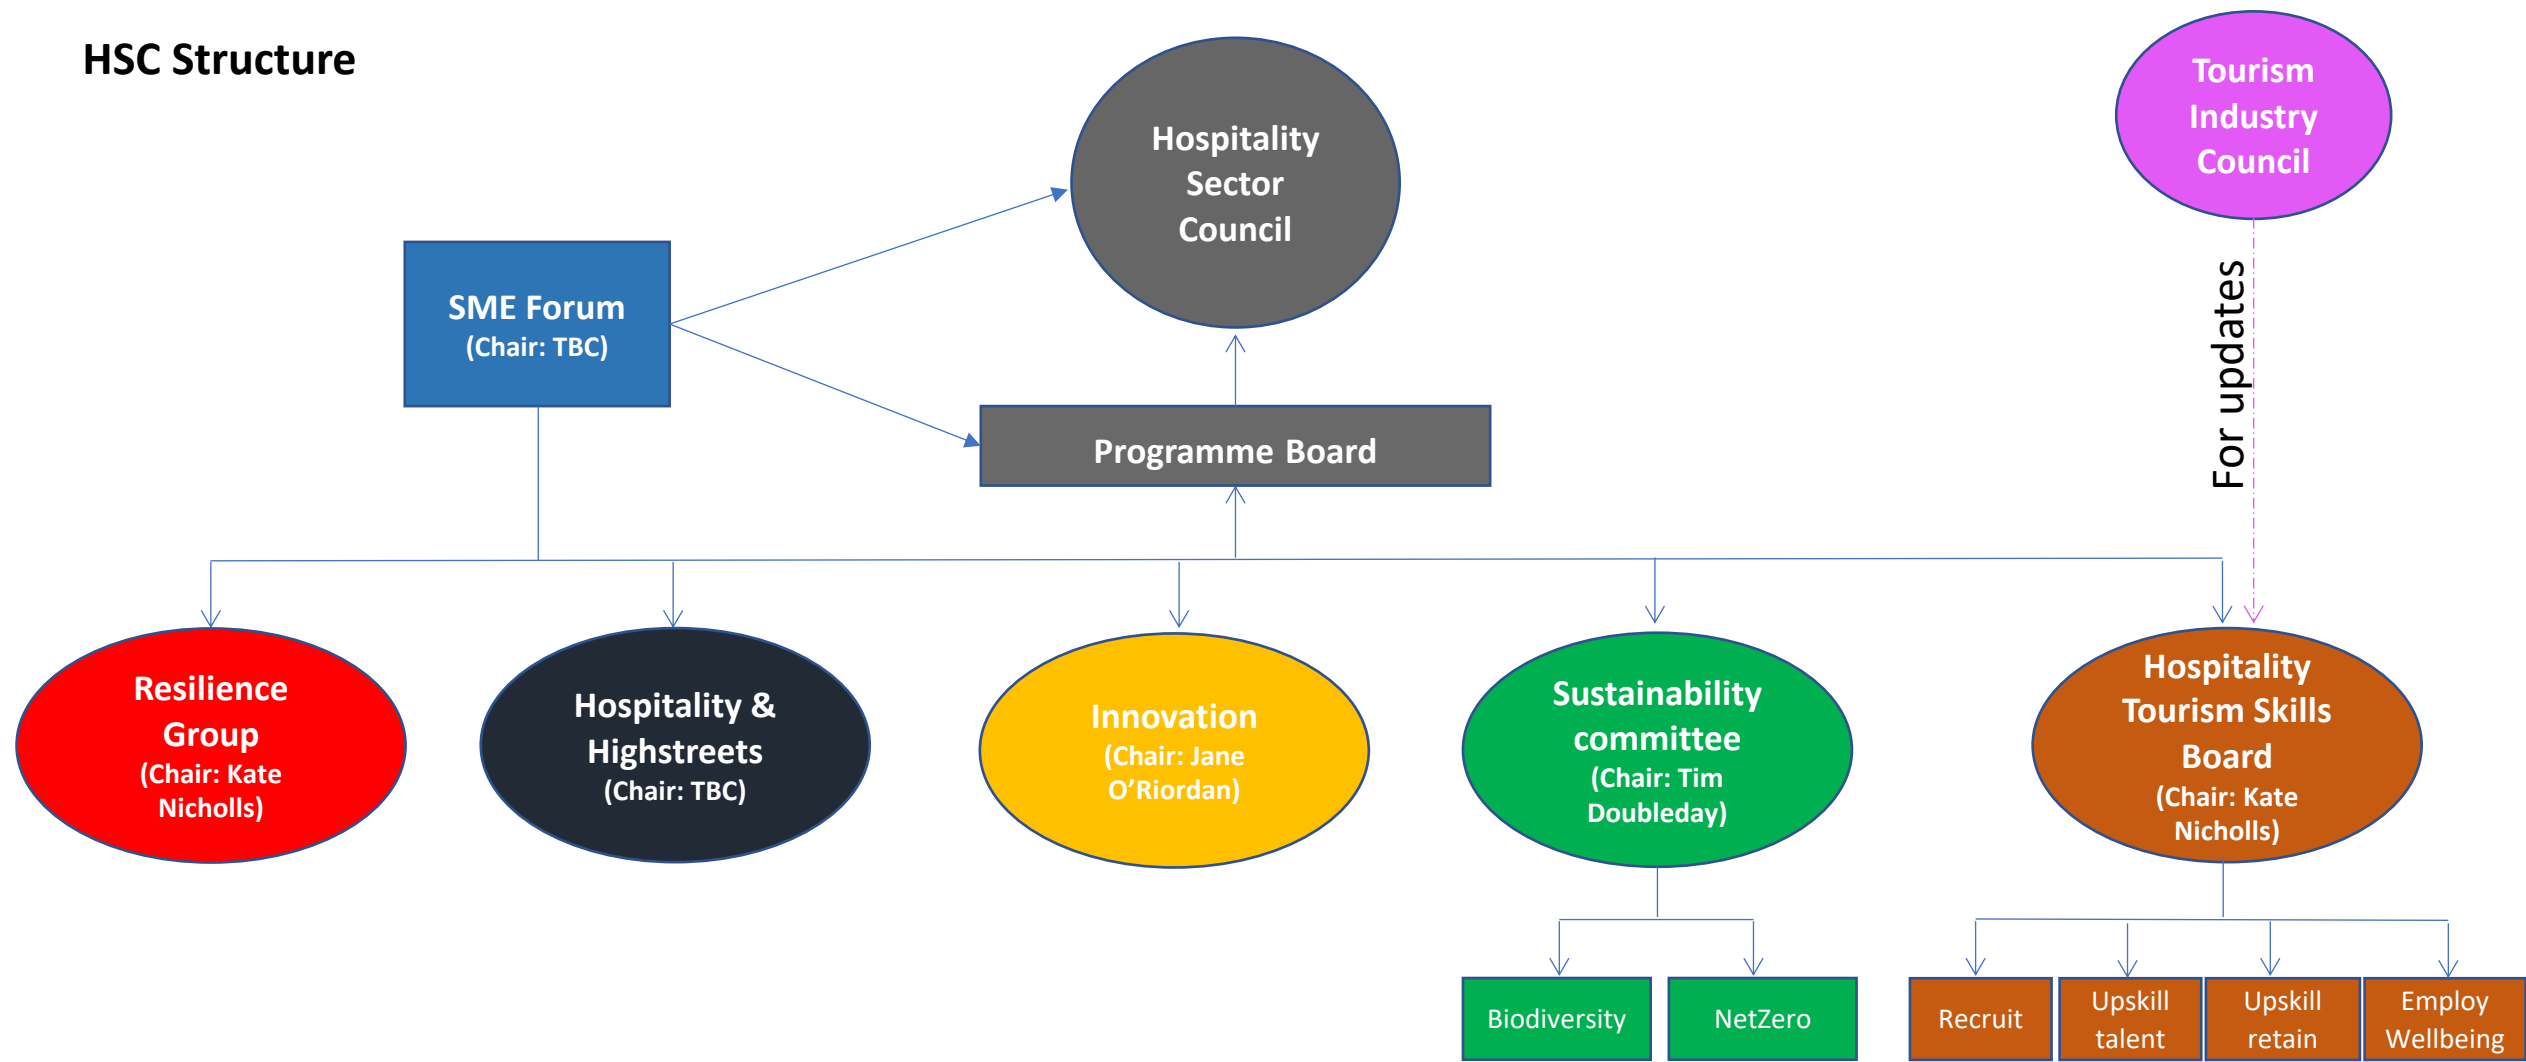 HSC Structure
Hospitality
Sector
Council
Tourism
Industry
Council
SME Forum
(Chair: TBC)
For updates
Programme Board
Resilience
Group
(Chair: Kate
Nicholls)
Hospitality &
Highstreets
(Chair: TBC)
Innovation
(Chair: Jane
O’Riordan)
Sustainability
committee
(Chair: Tim
Doubleday)
Hospitality
Tourism Skills
Board
(Chair: Kate
Nicholls)
Biodiversity
NetZero
Recruit
Upskill
talent
Upskill
retain
Employ
Wellbeing